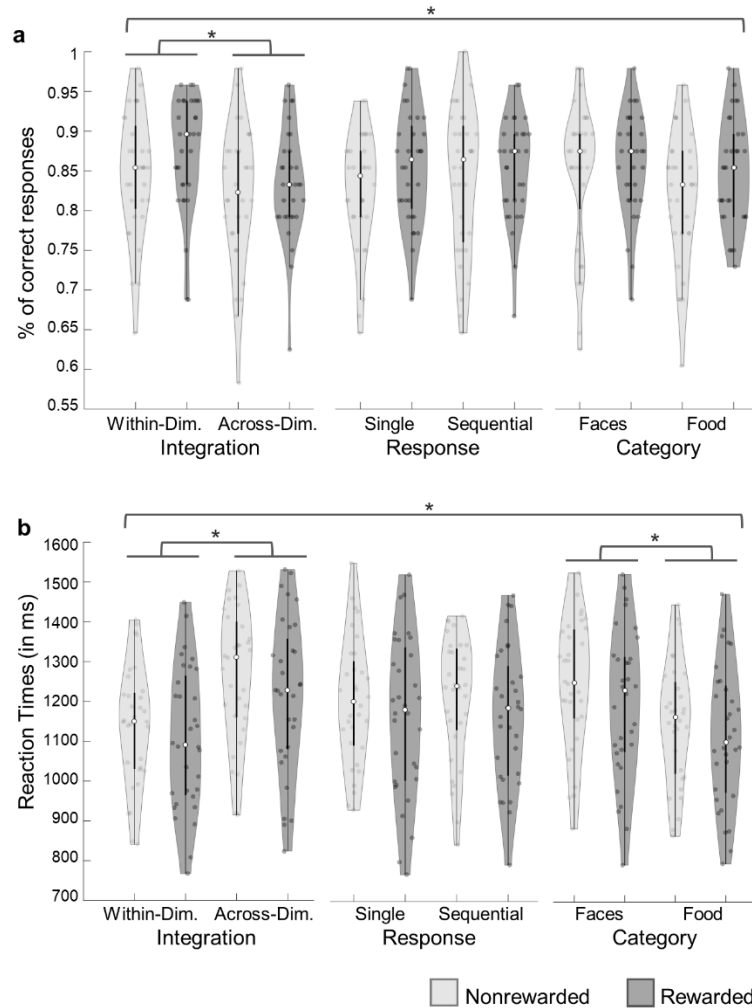 a
*
*
% of correct responses
1
0.95
0.9
0.85
0.8
0.75
0.7
0.65
0.6
0.55
Within-Dim. Across-Dim. Single Sequential Faces Food
Integration Response Category
b
*
*
*
Reaction Times (in ms)
1600
1500
1400
1300
1200
1100
1000
900
800
700
Within-Dim. Across-Dim. Single Sequential Faces Food
Integration Response Category
Nonrewarded Rewarded